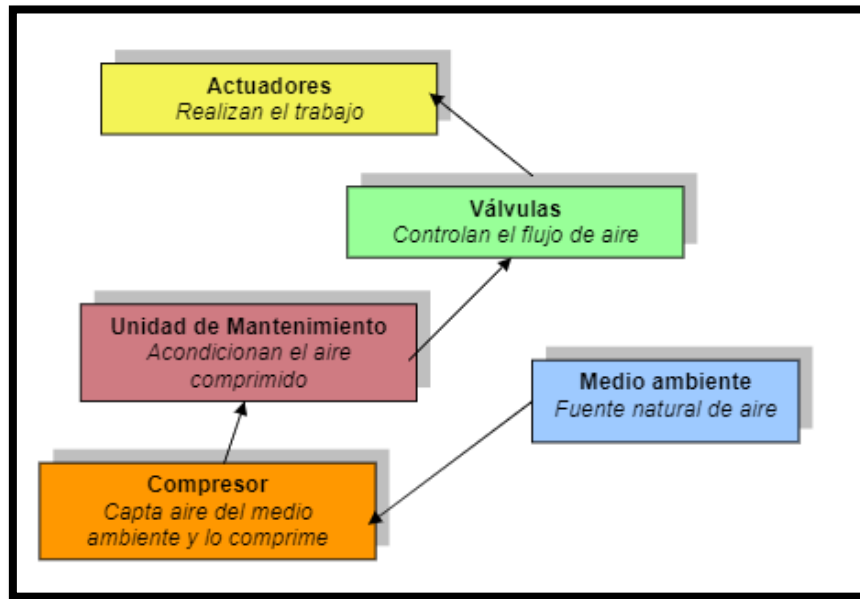 Actuadores
Realizan el trabajo
Válvulas
Controlan el flujo de aire
Unidad de Mantenimiento
Acondicionan el aire
comprimido
Medio ambiente
Fuente natural de aire
Compresor
Capta aire del medio
ambiente y lo comprime